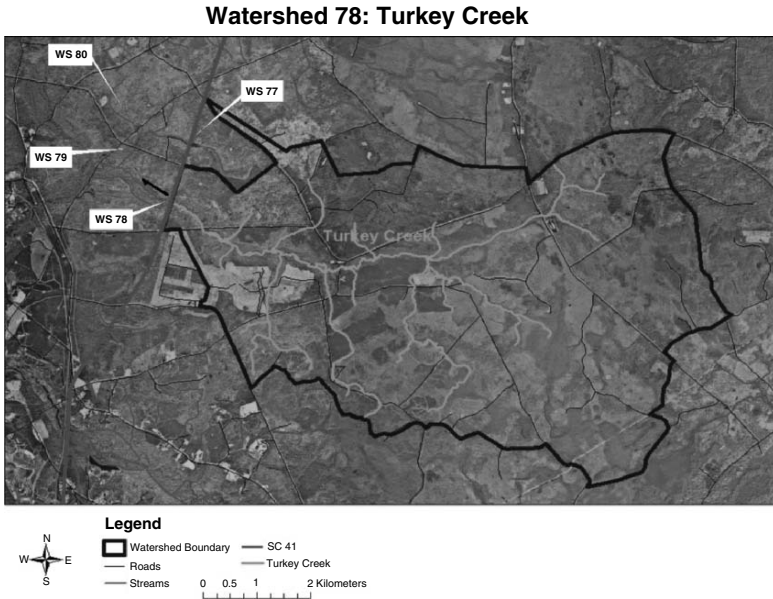 Watershed 78: Turkey Creek
WS 80
WS 77
WS 79
WS 78
Turkey Creek
Legend
Watershed Boundary
SC 41
Roads
Turkey Creek
Streams
0 0.5 1 2 Kilometers
N
W E
S